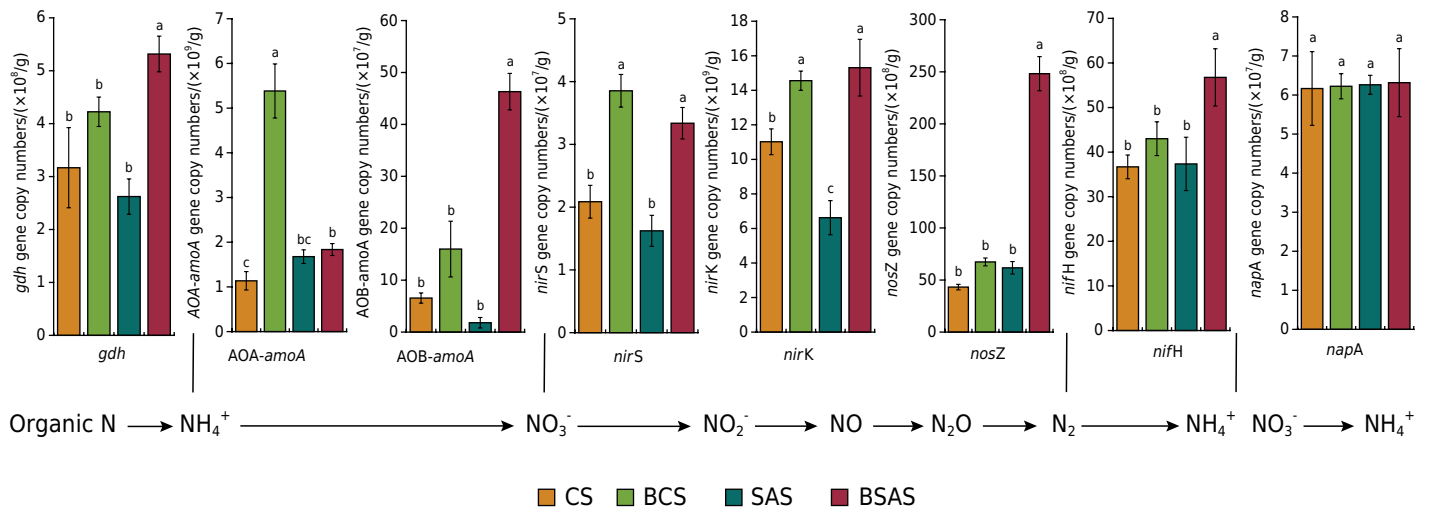 gdh gene copy numbers/(×10⁸/g)
6
5
4
3
2
1
0
b
b
b
a
gdh
AOA-amoA gene copy numbers/(×10⁹/g)
7
6
5
4
3
2
1
0
c
a
bc
b
AOA-amoA
AOB-amoA gene copy numbers/(×10⁷/g)
60
50
40
30
20
10
0
b
b
b
a
AOB-amoA
nirS gene copy numbers/(×10⁷/g)
5
4
3
2
1
0
b
a
b
a
nirS
nirK gene copy numbers/(×10⁹/g)
18
16
14
12
10
8
6
4
2
0
b
a
c
a
nirK
nosZ gene copy numbers/(×10⁸/g)
300
250
200
150
100
50
0
b
b
b
a
nosZ
nifH gene copy numbers/(×10⁸/g)
70
60
50
40
30
20
10
0
b
b
b
a
nifH
napA gene copy numbers/(×10⁷/g)
8
7
6
5
4
3
2
1
0
a
a
a
a
napA
Organic N → NH₄⁺ → NO₃⁻ → NO₂⁻ → NO → N₂O → N₂ → NH₄⁺ NO₃⁻ → NH₄⁺
CS BCS SAS BSAS